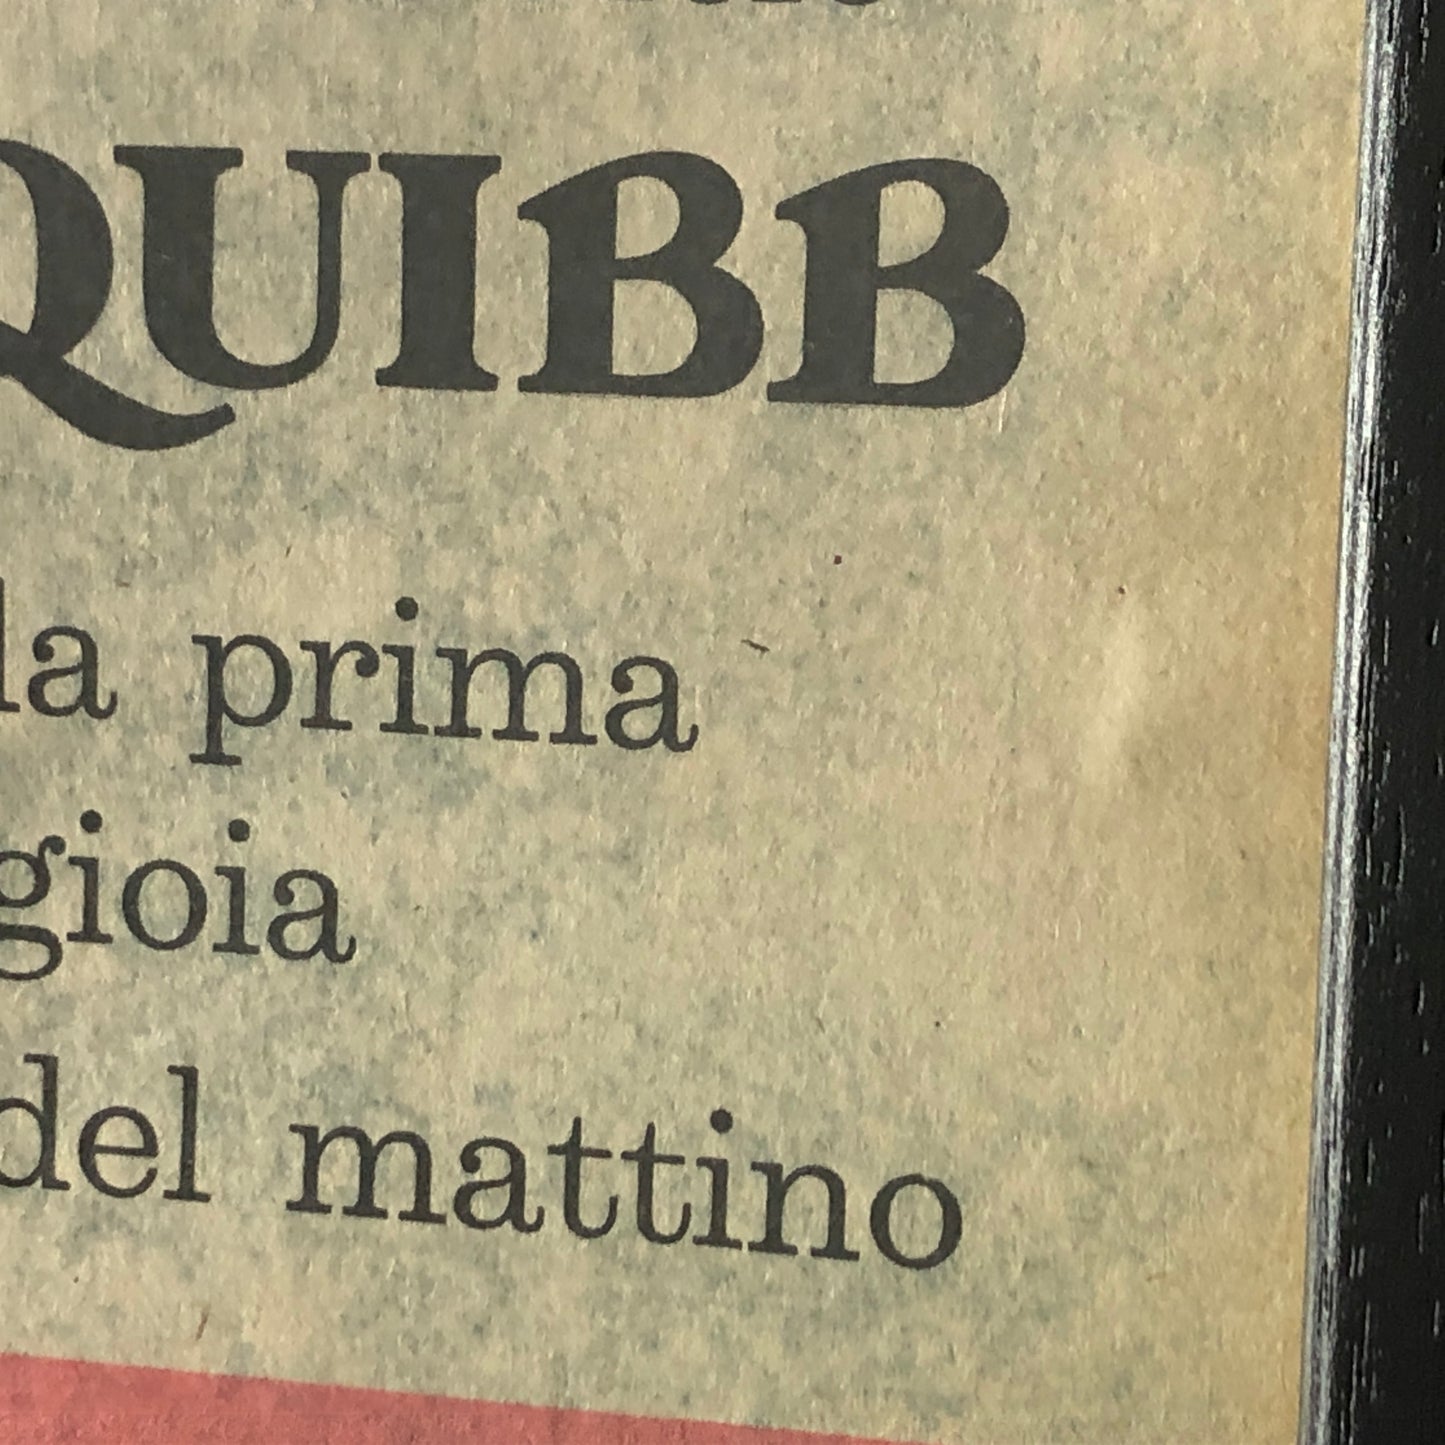 QUIBB
la prima
gioia
del mattino